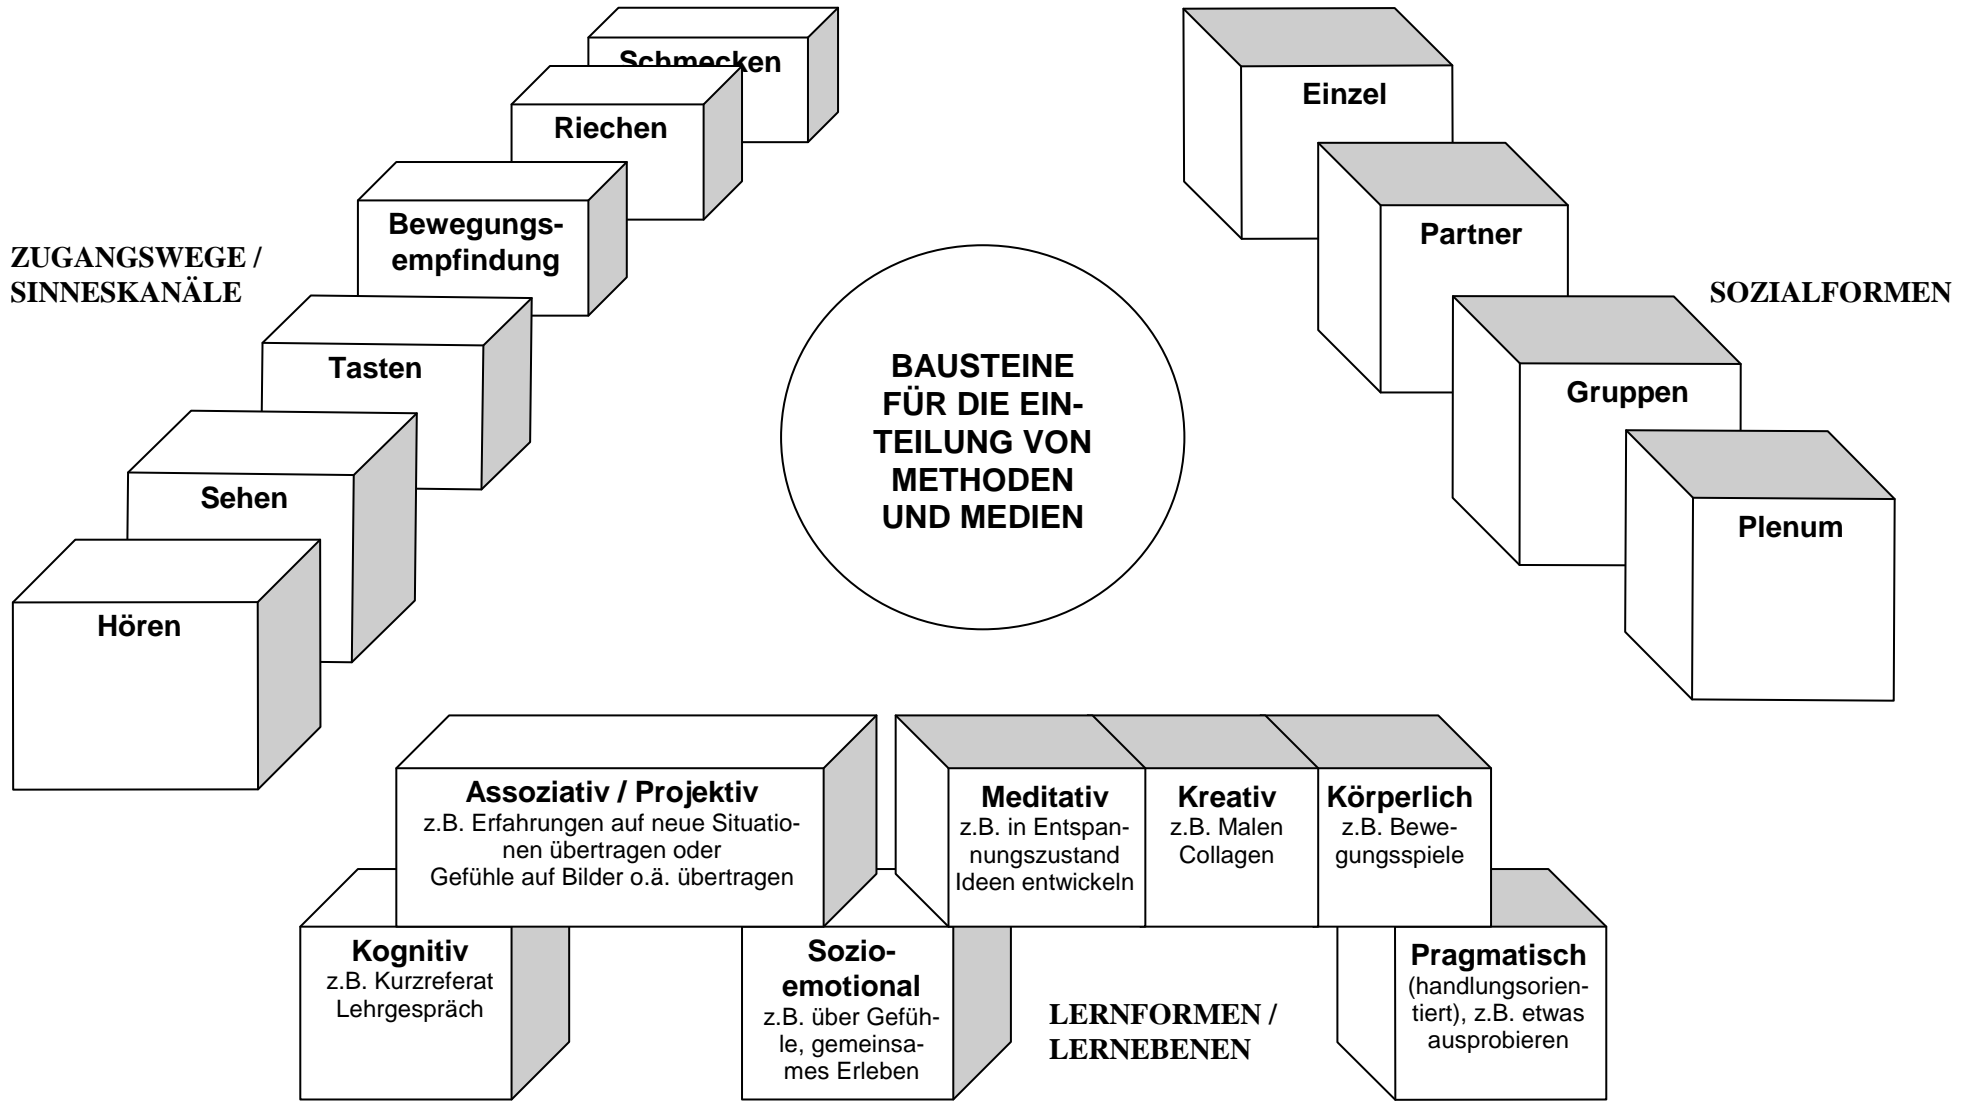 Schmecken
Riechen
Bewegungs-
empfindung
ZUGANGSWEGE /
SINNESKANÄLE
Tasten
Sehen
Hören
BAUSTEINE
FÜR DIE EIN-
TEILUNG VON
METHODEN
UND MEDIEN
Einzel
Partner
SOZIALFORMEN
Gruppen
Plenum
Assoziativ / Projektiv
z.B. Erfahrungen auf neue Situatio-
nen übertragen oder
Gefühle auf Bilder o.ä. übertragen
Meditativ
z.B. in Entspan-
nungszustand
Ideen entwickeln
Kreativ
z.B. Malen
Collagen
Körperlich
z.B. Bewe-
gungsspiele
Kognitiv
z.B. Kurzreferat
Lehrgespräch
Sozio-
emotional
z.B. über Gefüh-
le, gemeinsa-
mes Erleben
LERNFORMEN /
LERNEBENEN
Pragmatisch
(handlungsorien-
tiert), z.B. etwas
ausprobieren